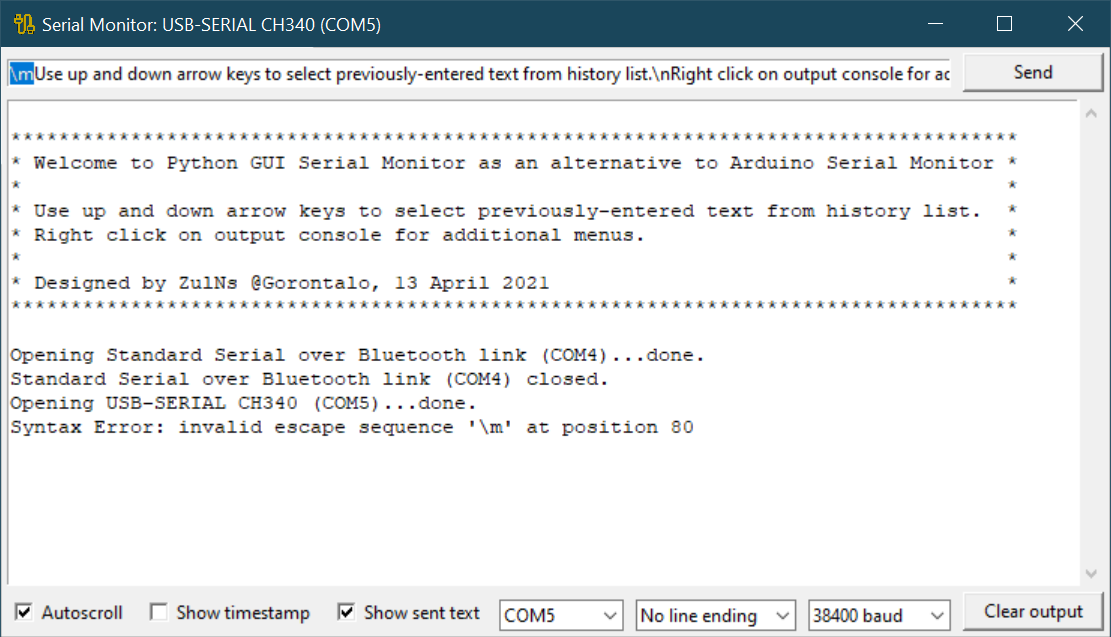 Serial Monitor: USB-SERIAL CH340 (COM5)
\mUse up and down arrow keys to select previously-entered text from history list.\nRight click on output console for
Send
************************************************************************************
* Welcome to Python GUI Serial Monitor as an alternative to Arduino Serial Monitor *
* *
* Use up and down arrow keys to select previously-entered text from history list. *
* Right click on output console for additional menus. *
* *
* Designed by ZulNs @Gorontalo, 13 April 2021 *
************************************************************************************
Opening Standard Serial over Bluetooth link (COM4)...done.
Standard Serial over Bluetooth link (COM4) closed.
Opening USB-SERIAL CH340 (COM5)...done.
Syntax Error: invalid escape sequence '\m' at position 80
Autoscroll Show timestamp Show sent text COM5 No line ending 38400 baud Clear output